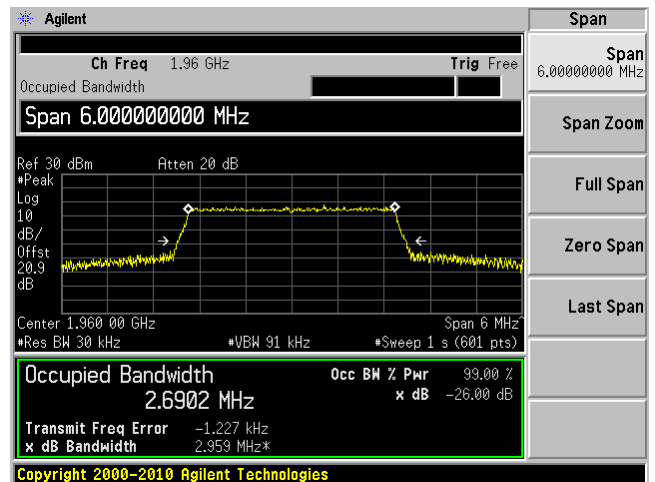 Agilent
Span
Ch Freq 1.96 GHz Trig Free
Occupied Bandwidth
Span 6.000000000 MHz
Ref 30 dBm Atten 20 dB
#Peak
Log
10
dB/
Offst
20.9
dB
Center 1.960 00 GHz Span 6 MHz^
#Res BW 30 kHz #VBW 91 kHz #Sweep 1 s (601 pts)
Occupied Bandwidth
2.6902 MHz
Occ BW % Pwr 99.00 %
x dB -26.00 dB
Transmit Freq Error -1.227 kHz
x dB Bandwidth 2.959 MHz*
Copyright 2000-2010 Agilent Technologies
Span
6.00000000 MHz
Span Zoom
Full Span
Zero Span
Last Span